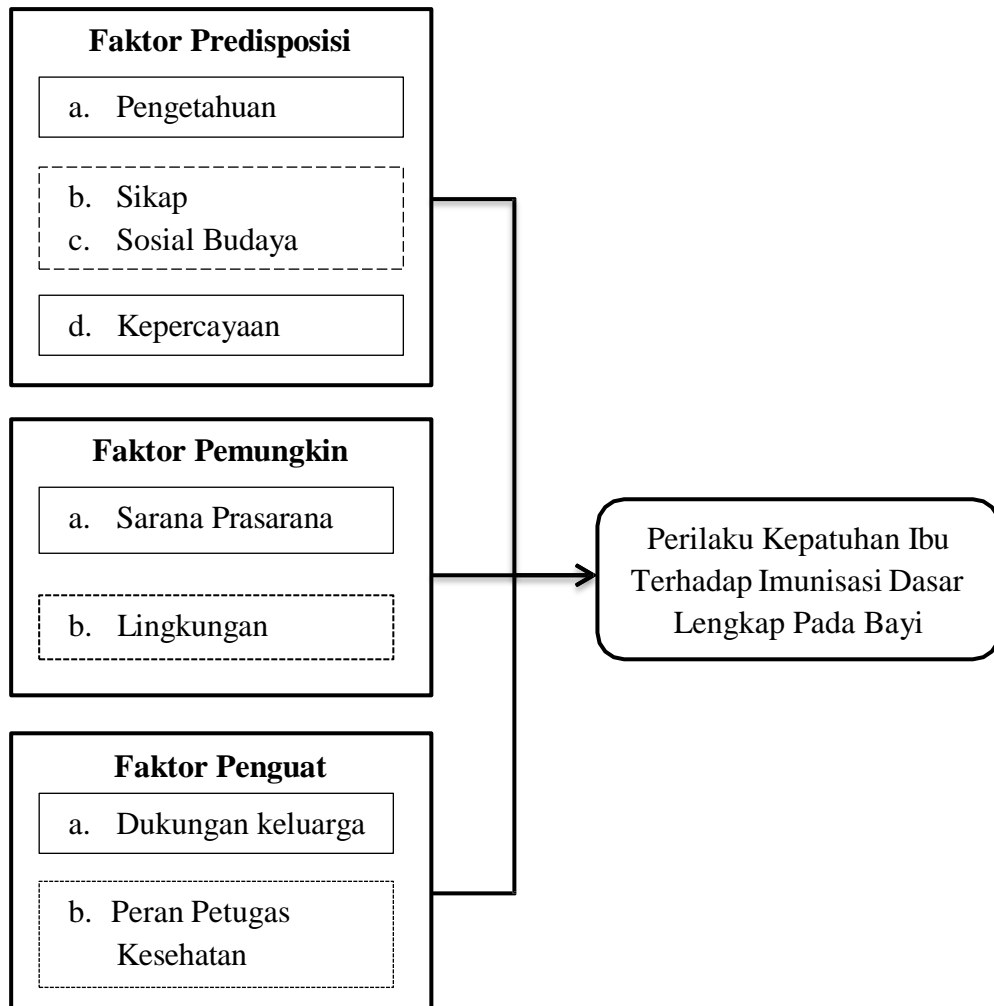 Faktor Predisposisi
a. Pengetahuan
b. Sikap
c. Sosial Budaya
d. Kepercayaan
Faktor Pemungkin
a. Sarana Prasarana
b. Lingkungan
Faktor Penguat
a. Dukungan keluarga
b. Peran Petugas
Kesehatan
Perilaku Kepatuhan Ibu
Terhadap Imunisasi Dasar
Lengkap Pada Bayi